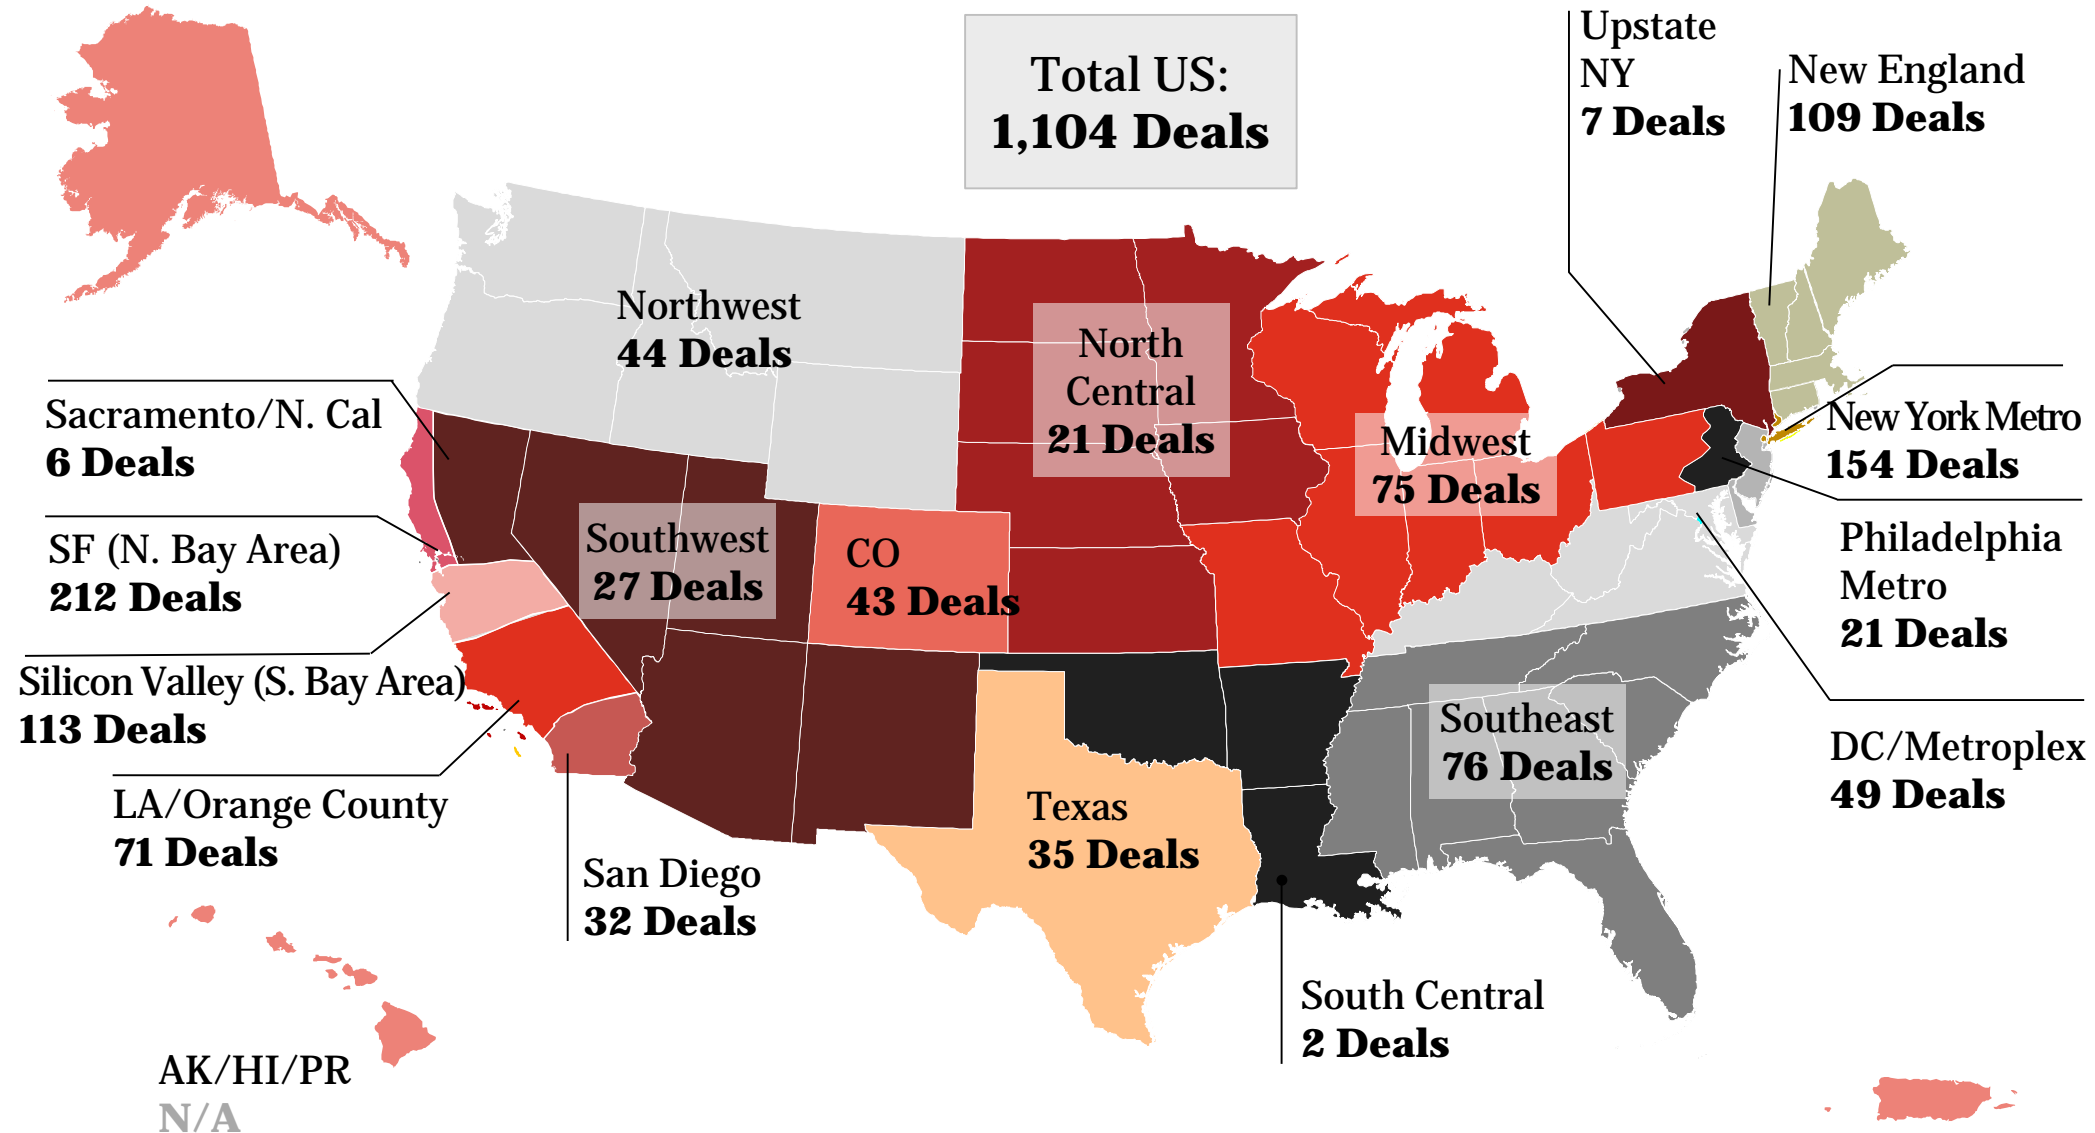 Total US:
1,104 Deals
Upstate
NY
7 Deals
New England
109 Deals
Northwest
44 Deals
North
Central
21 Deals
Midwest
75 Deals
Sacramento/N. Cal
6 Deals
New York Metro
154 Deals
SF (N. Bay Area)
212 Deals
Southwest
27 Deals
CO
43 Deals
Philadelphia
Metro
21 Deals
Silicon Valley (S. Bay Area)
113 Deals
Southeast
76 Deals
DC/Metroplex
49 Deals
LA/Orange County
71 Deals
Texas
35 Deals
San Diego
32 Deals
South Central
2 Deals
AK/HI/PR
N/A